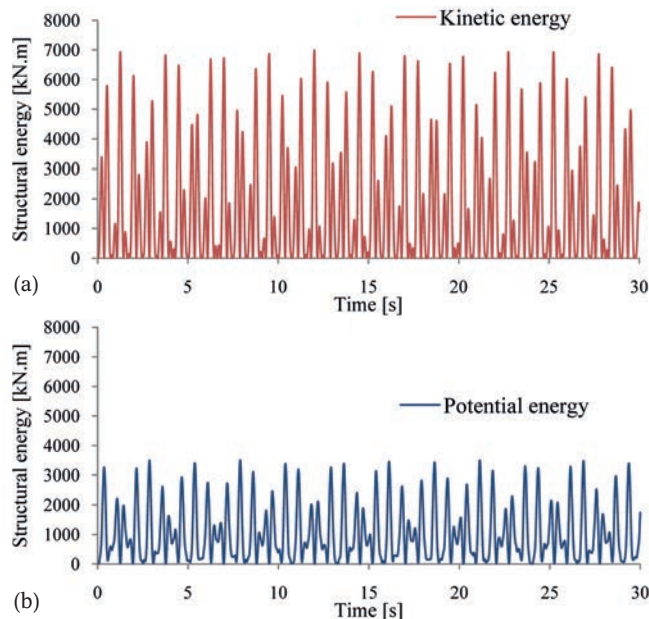 (a)
Structural energy [kN.m]
8000
7000
6000
5000
4000
3000
2000
1000
0
Kinetic energy
0 5 10 15 20 25 30
Time [s]
(b)
Structural energy [kN.m]
8000
7000
6000
5000
4000
3000
2000
1000
0
Potential energy
0 5 10 15 20 25 30
Time [s]